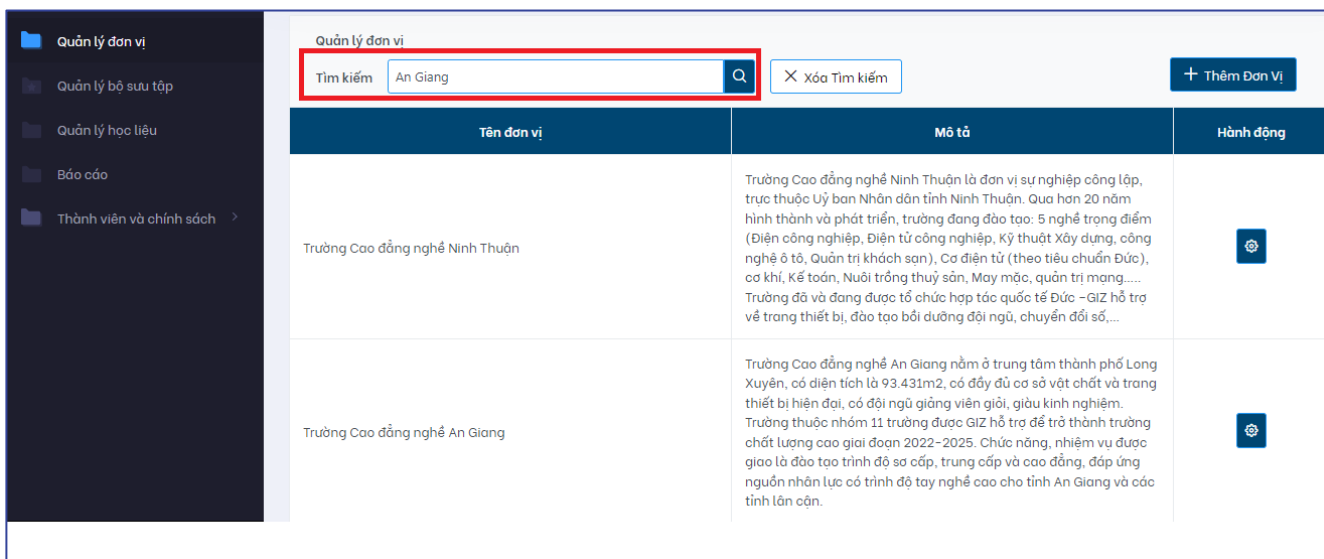 Quản lý đơn vị
Quản lý bộ sưu tập
Quản lý học liệu
Báo cáo
Thành viên và chính sách
Quản lý đơn vị
Tìm kiếm An Giang Xóa Tìm kiếm Thêm Đơn Vị
Tên đơn vị Mô tả Hành động
Trường Cao đẳng nghề Ninh Thuận
Trường Cao đẳng nghề Ninh Thuận là đơn vị sự nghiệp công lập,
trực thuộc Uỷ ban Nhân dân tỉnh Ninh Thuận. Qua hơn 20 năm
hình thành và phát triển, trường đang đào tạo: 5 nghề trọng điểm
(Điện công nghiệp, Điện tử công nghiệp, Kỹ thuật Xây dựng, công
nghệ ô tô, Quản trị khách sạn), Cơ điện tử (theo tiêu chuẩn Đức),
cơ khí, Kế toán, Nuôi trồng thuỷ sản, May mặc, quản trị mạng.....
Trường đã và đang được tổ chức hợp tác quốc tế Đức –GIZ hỗ trợ
về trang thiết bị, đào tạo bồi dưỡng đội ngũ, chuyển đổi số,...
Trường Cao đẳng nghề An Giang
Trường Cao đẳng nghề An Giang nằm ở trung tâm thành phố Long
Xuyên, có diện tích là 93.431m2, có đầy đủ cơ sở vật chất và trang
thiết bị hiện đại, có đội ngũ giảng viên giỏi, giàu kinh nghiệm.
Trường thuộc nhóm 11 trường được GIZ hỗ trợ để trở thành trường
chất lượng cao giai đoạn 2022-2025. Chức năng, nhiệm vụ được
giao là đào tạo trình độ sơ cấp, trung cấp và cao đẳng, đáp ứng
nguồn nhân lực có trình độ tay nghề cao cho tỉnh An Giang và các
tỉnh lân cận.